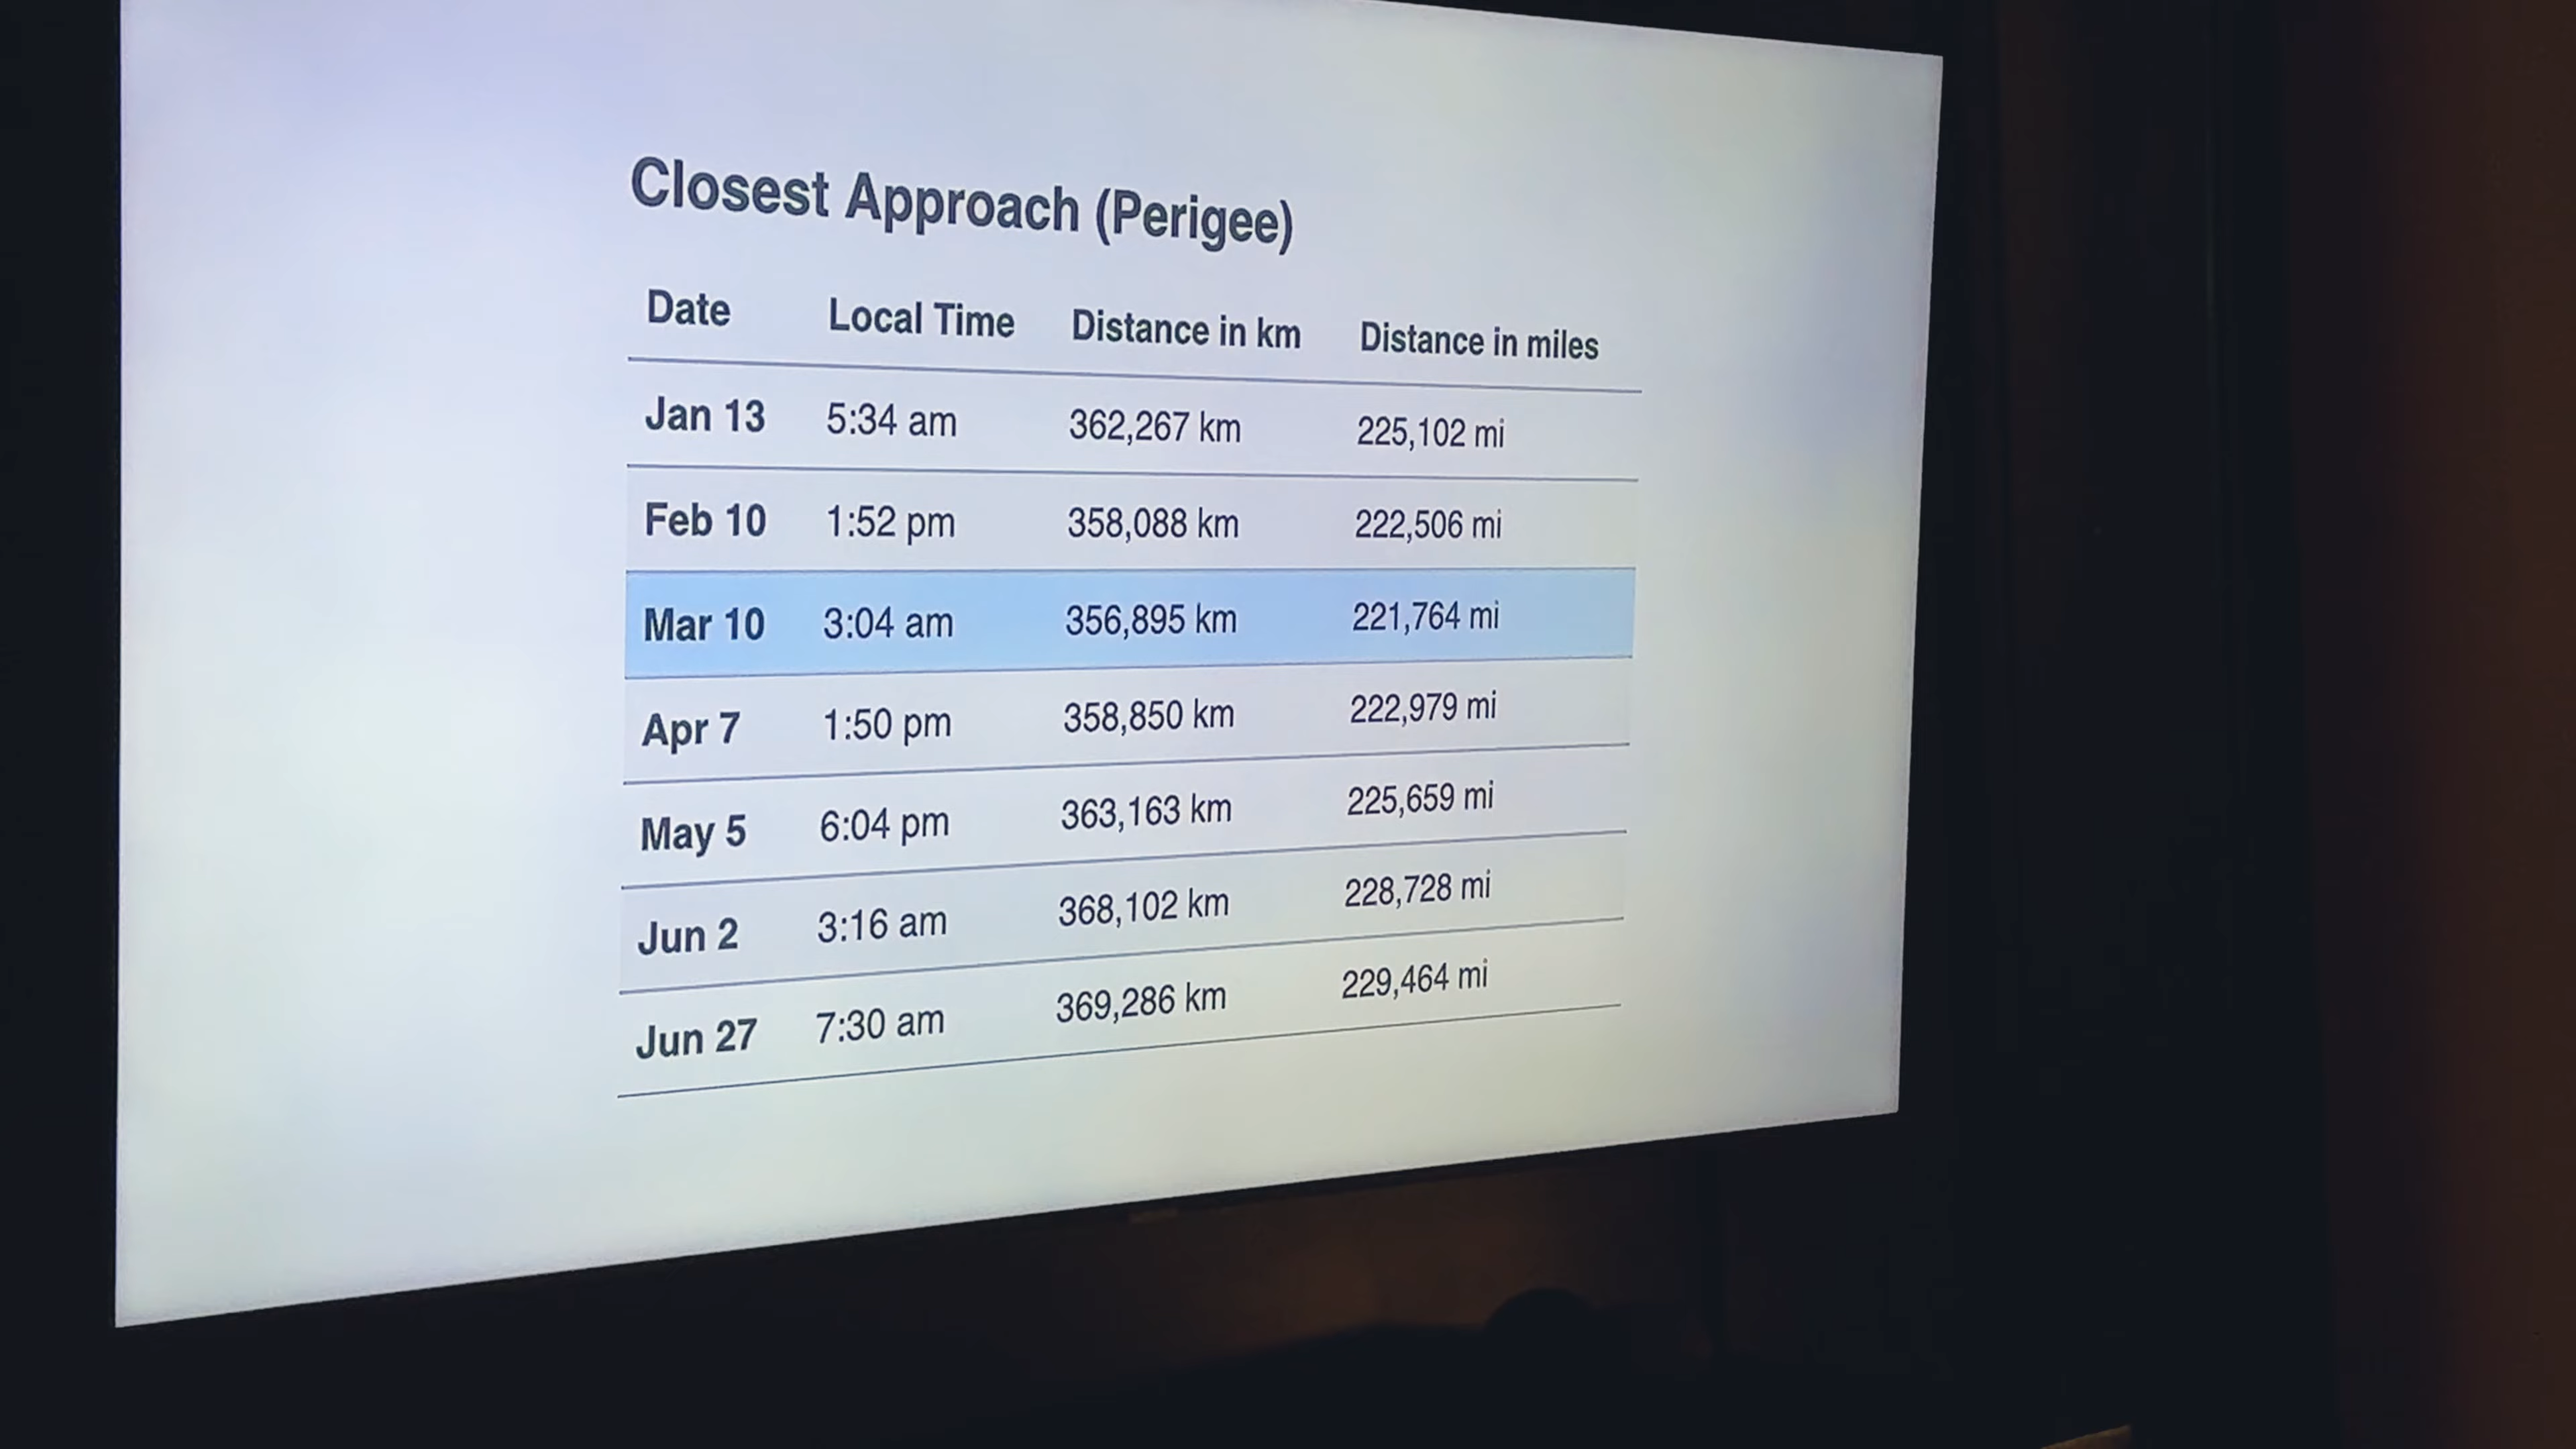 Closest Approach (Perigee)
Date Local Time Distance in km Distance in miles
Jan 13 5:34 am 362,267 km 225,102 mi
Feb 10 1:52 pm 358,088 km 222,506 mi
Mar 10 3:04 am 356,895 km 221,764 mi
Apr 7 1:50 pm 358,850 km 222,979 mi
May 5 6:04 pm 363,163 km 225,659 mi
Jun 2 3:16 am 368,102 km 228,728 mi
Jun 27 7:30 am 369,286 km 229,464 mi